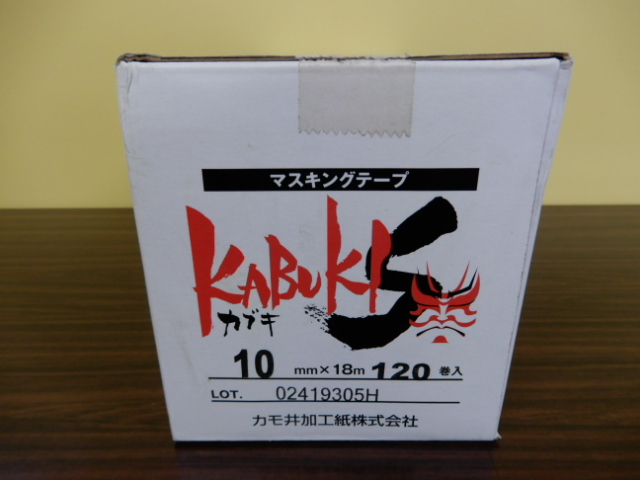 マスキングテープ
KABUKI S
カブキ
10 mm×18m 120 巻入
LOT. 02419305H
カモ井加工紙株式会社